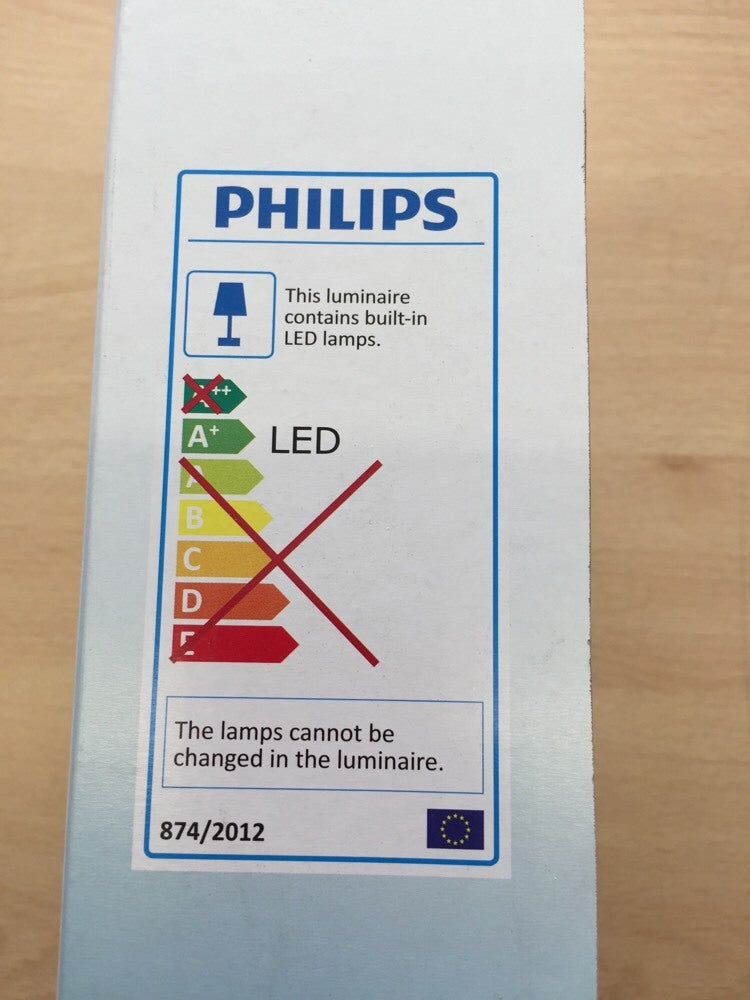 PHILIPS
This luminaire
contains built-in
LED lamps.
A++
A+ LED
A
B
C
D
E
The lamps cannot be
changed in the luminaire.
874/2012